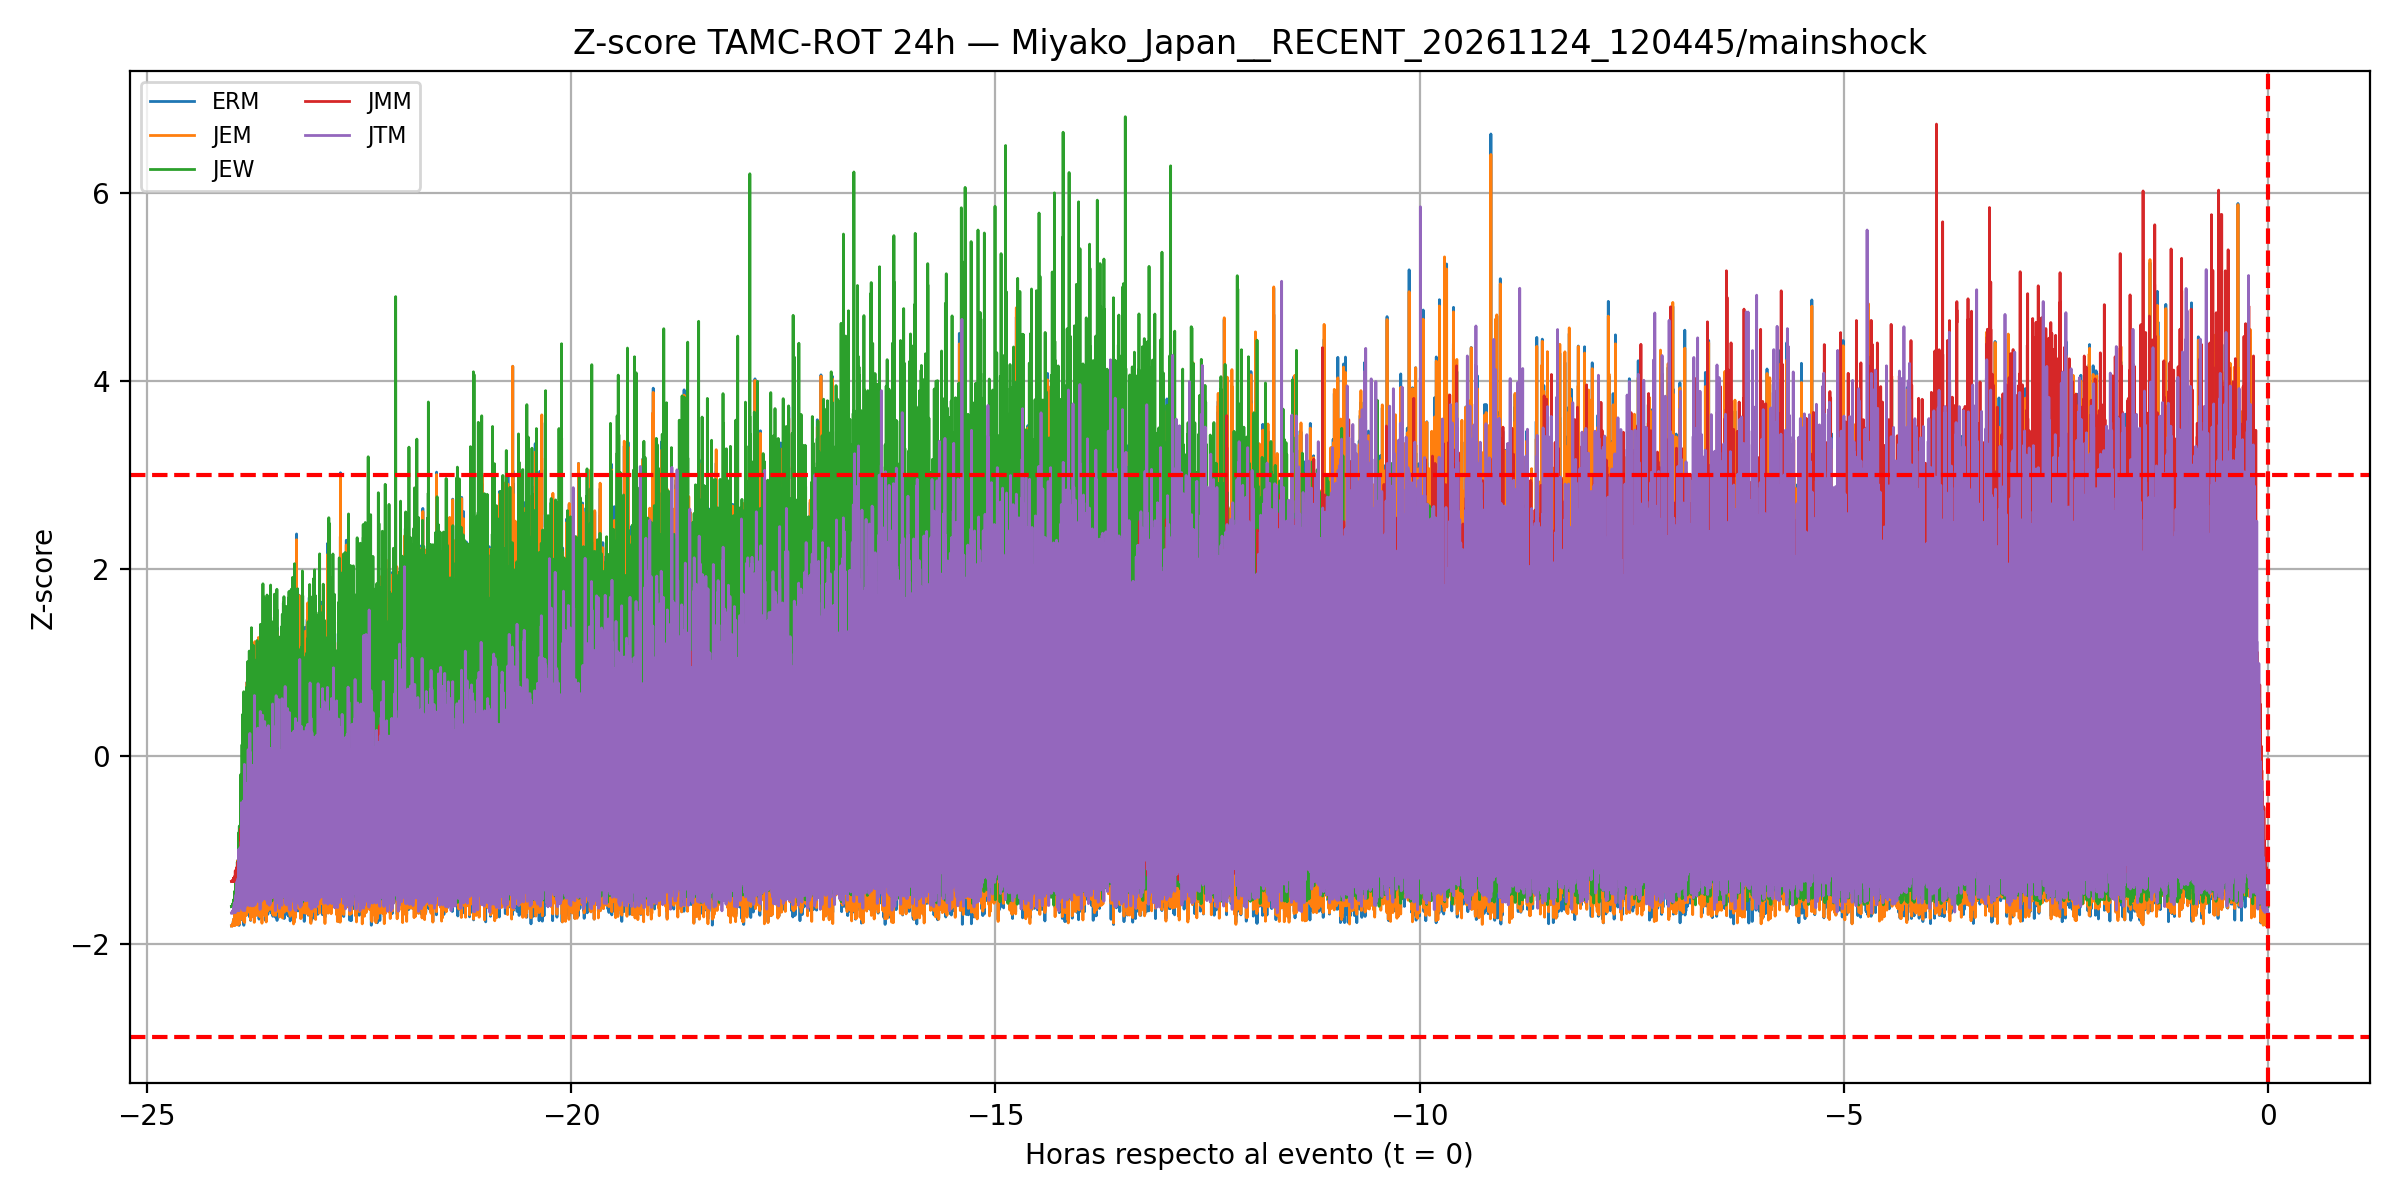 Z-score TAMC-ROT 24h — Miyako_Japan__RECENT_20261124_120445/mainshock
ERM
JEM
JEW
JMM
JTM
Z-score
6
4
2
0
−2
−25
−20
−15
−10
−5
0
Horas respecto al evento (t = 0)